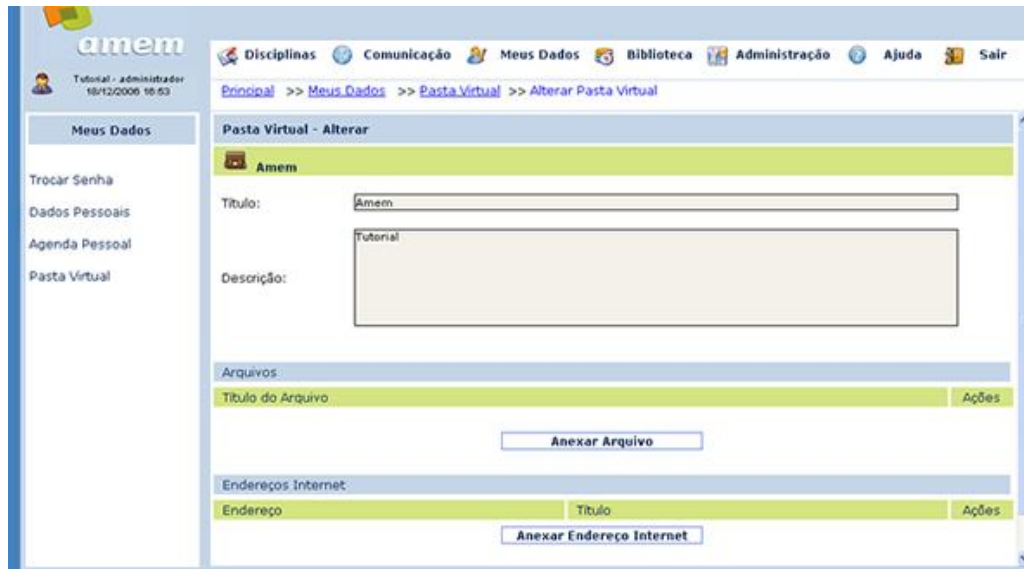 amem
Tutorial - administrador
18/12/2006 16:53
Disciplinas Comunicação Meus Dados Biblioteca Administração Ajuda Sair
Principal >> Meus Dados >> Pasta Virtual >> Alterar Pasta Virtual
Meus Dados
Trocar Senha
Dados Pessoais
Agenda Pessoal
Pasta Virtual
Pasta Virtual - Alterar
Amem
Título: Amem
Descrição: Tutorial
Arquivos
Título do Arquivo Ações
Anexar Arquivo
Endereços Internet
Endereço Título Ações
Anexar Endereço Internet